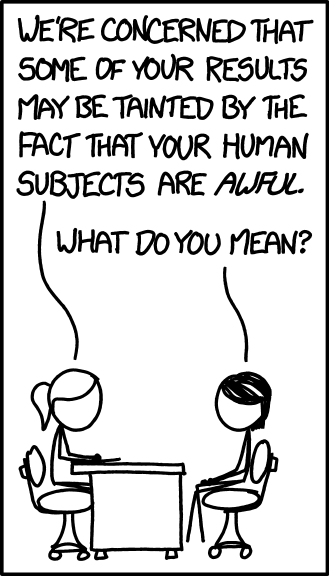 WE'RE CONCERNED THAT
SOME OF YOUR RESULTS
MAY BE TAINTED BY THE
FACT THAT YOUR HUMAN
SUBJECTS ARE AWFUL.
WHAT DO YOU MEAN?